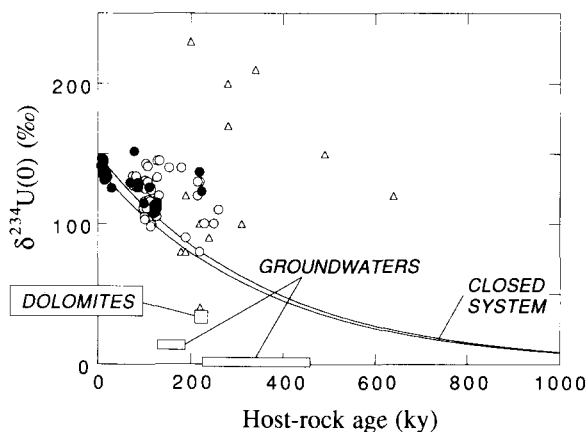 200
100
0
δ²³⁴U(0) (‰)
GROUNDWATERS
DOLOMITES
CLOSED
SYSTEM
0 200 400 600 800 1000
Host-rock age (ky)